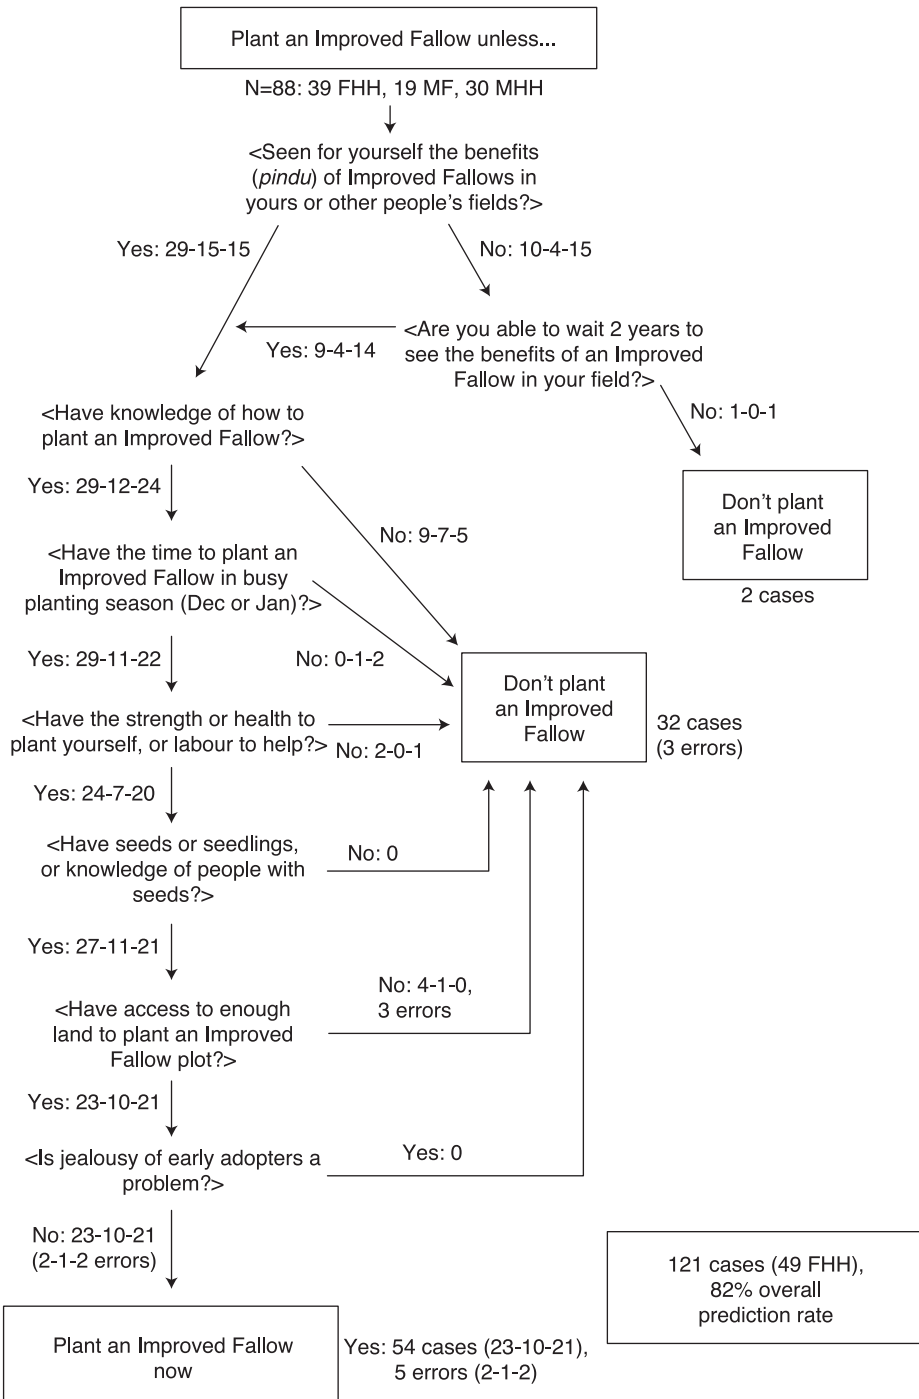 Plant an Improved Fallow unless...
N=88: 39 FHH, 19 MF, 30 MHH
<Seen for yourself the benefits
(pindu) of Improved Fallows in
yours or other people's fields?>
Yes: 29-15-15
No: 10-4-15
<Are you able to wait 2 years to
see the benefits of an Improved
Fallow in your field?>
Yes: 9-4-14
No: 1-0-1
Don't plant
an Improved
Fallow
2 cases
<Have knowledge of how to
plant an Improved Fallow?>
Yes: 29-12-24
No: 9-7-5
<Have the time to plant an
Improved Fallow in busy
planting season (Dec or Jan)?>
Yes: 29-11-22
No: 0-1-2
Don't plant
an Improved
Fallow
32 cases
(3 errors)
<Have the strength or health to
plant yourself, or labour to help?>
No: 2-0-1
Yes: 24-7-20
<Have seeds or seedlings,
or knowledge of people with
seeds?>
No: 0
Yes: 27-11-21
<Have access to enough
land to plant an Improved
Fallow plot?>
No: 4-1-0,
3 errors
Yes: 23-10-21
<Is jealousy of early adopters a
problem?>
Yes: 0
No: 23-10-21
(2-1-2 errors)
Plant an Improved Fallow
now
Yes: 54 cases (23-10-21),
5 errors (2-1-2)
121 cases (49 FHH),
82% overall
prediction rate